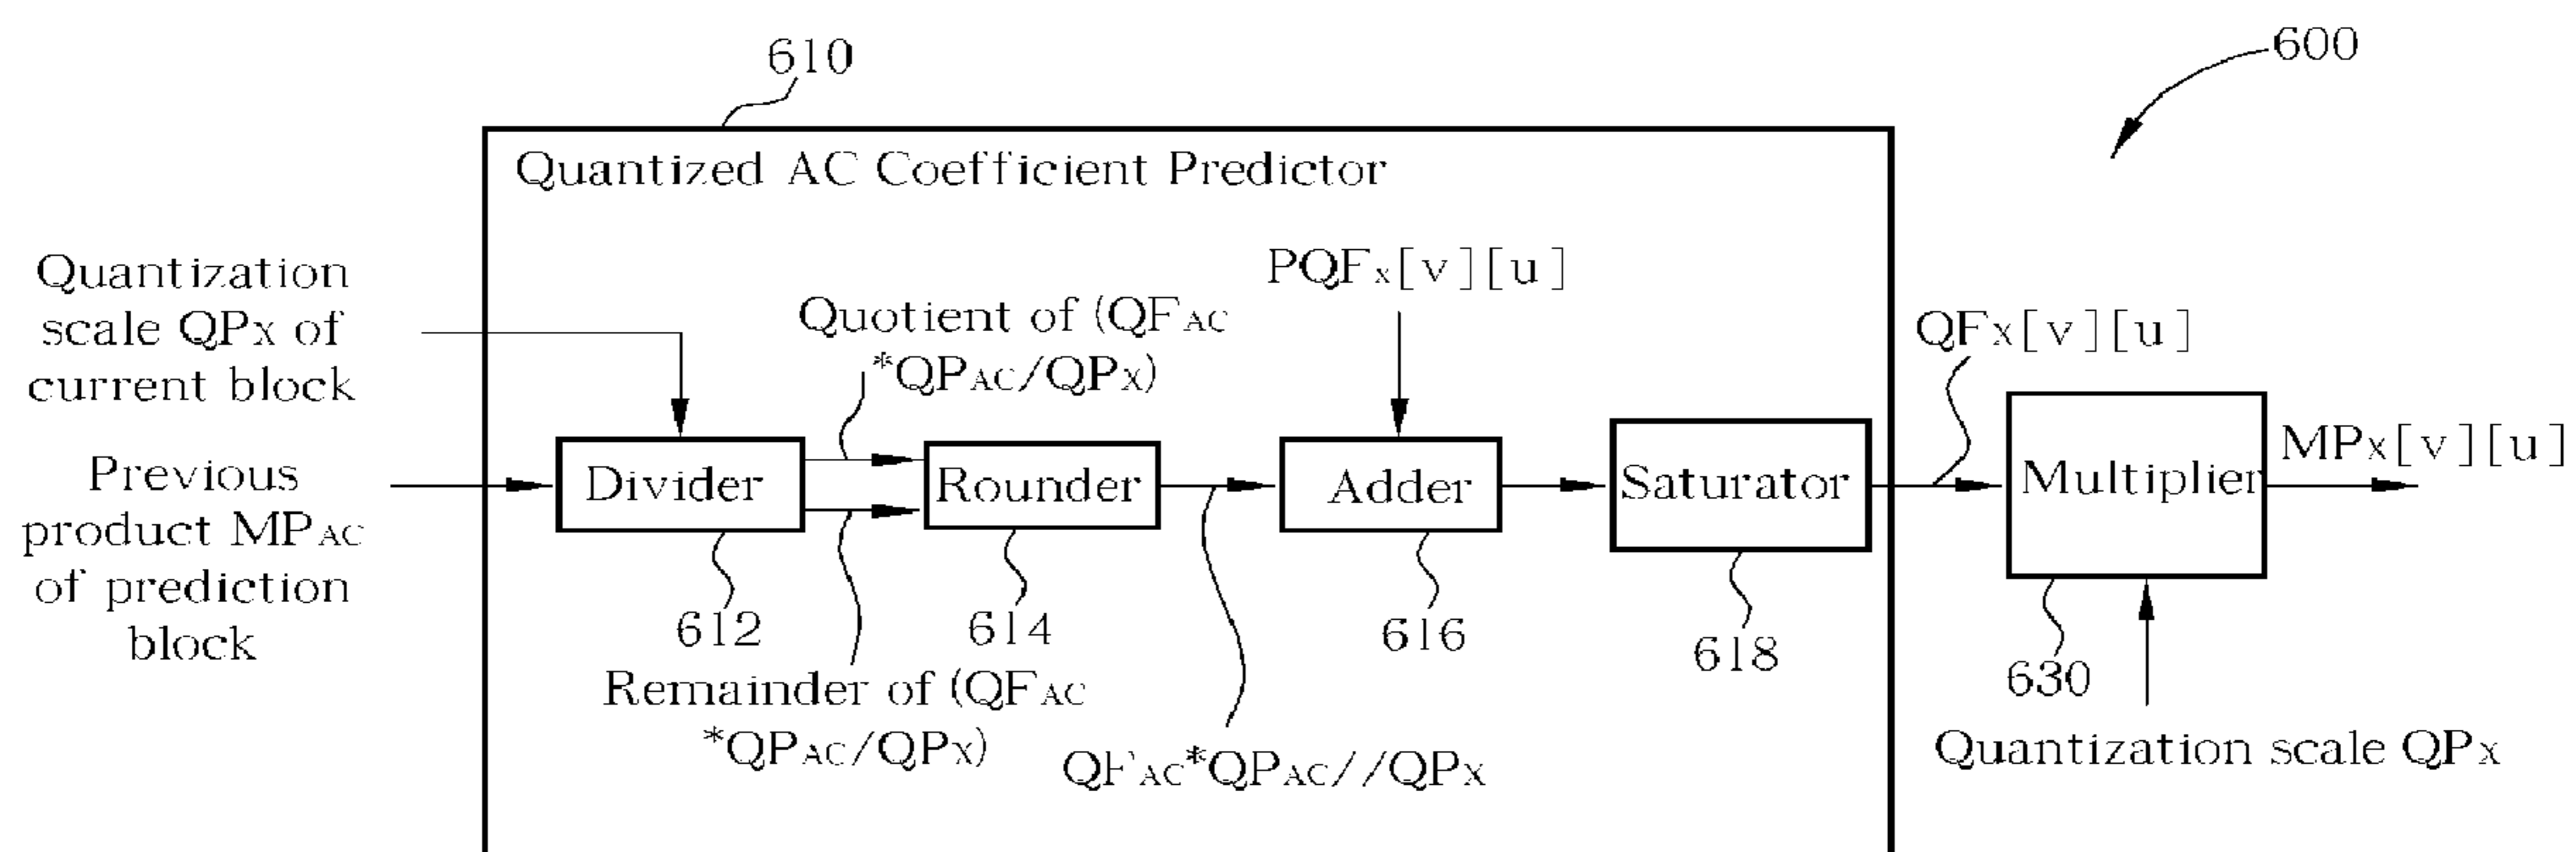 610
600
Quantized AC Coefficient Predictor
Quantization
scale QPX of
current block
Previous
product MPAC
of prediction
block
Quotient of (QFAC
*QPAC/QPX)
PQFx[v][u]
QFX[v][u]
Divider
Rounder
Adder
Saturator
Multiplier
MPX[v][u]
612
614
616
618
630
Remainder of (QFAC
*QPAC/QPX)
QFAC*QPAC//QPX
Quantization scale QPX